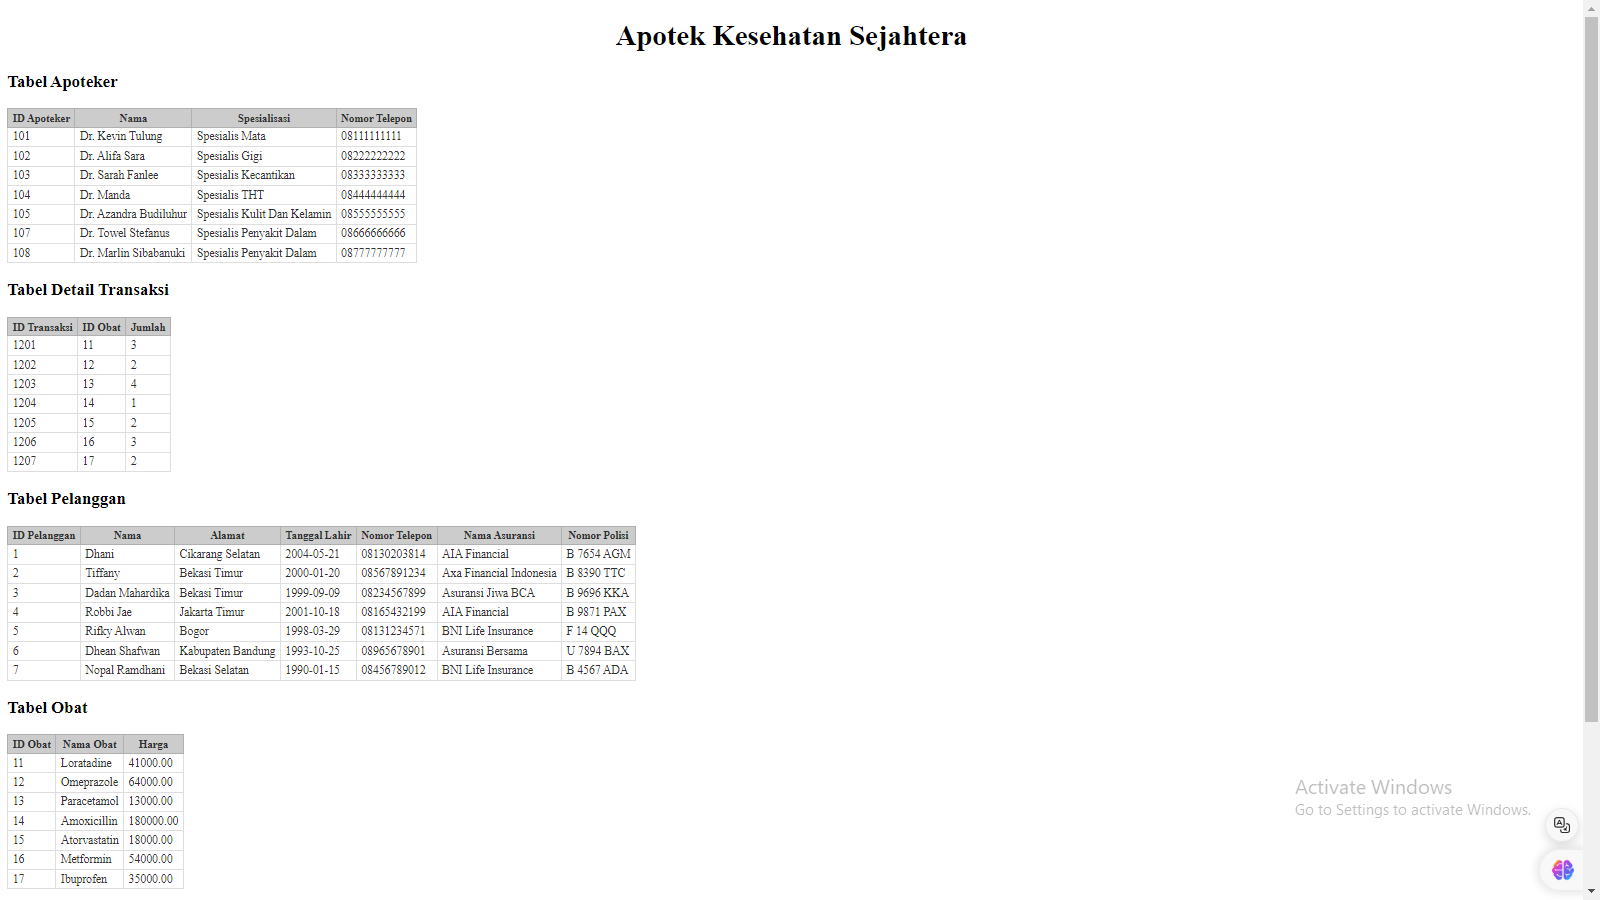 Apotek Kesehatan Sejahtera
Tabel Apoteker
ID Apoteker Nama Spesialisasi Nomor Telepon
101 Dr. Kevin Tulung Spesialis Mata 08111111111
102 Dr. Alifa Sara Spesialis Gigi 08222222222
103 Dr. Sarah Fanlee Spesialis Kecantikan 08333333333
104 Dr. Manda Spesialis THT 08444444444
105 Dr. Azandra Budiluhur Spesialis Kulit Dan Kelamin 08555555555
107 Dr. Towel Stefanus Spesialis Penyakit Dalam 08666666666
108 Dr. Marlin Sibabanuki Spesialis Penyakit Dalam 08777777777
Tabel Detail Transaksi
ID Transaksi ID Obat Jumlah
1201 11 3
1202 12 2
1203 13 4
1204 14 1
1205 15 2
1206 16 3
1207 17 2
Tabel Pelanggan
ID Pelanggan Nama Alamat Tanggal Lahir Nomor Telepon Nama Asuransi Nomor Polisi
1 Dhani Cikarang Selatan 2004-05-21 08130203814 AIA Financial B 7654 AGM
2 Tiffany Bekasi Timur 2000-01-20 08567891234 Axa Financial Indonesia B 8390 TTC
3 Dadan Mahardika Bekasi Timur 1999-09-09 08234567899 Asuransi Jiwa BCA B 9696 KKA
4 Robbi Jae Jakarta Timur 2001-10-18 08165432199 AIA Financial B 9871 PAX
5 Rifky Alwan Bogor 1998-03-29 08131234571 BNI Life Insurance F 14 QQQ
6 Dhean Shafwan Kabupaten Bandung 1993-10-25 08965678901 Asuransi Bersama U 7894 BAX
7 Nopal Ramdhani Bekasi Selatan 1990-01-15 08456789012 BNI Life Insurance B 4567 ADA
Tabel Obat
ID Obat Nama Obat Harga
11 Loratadine 41000.00
12 Omeprazole 64000.00
13 Paracetamol 13000.00
14 Amoxicillin 180000.00
15 Atorvastatin 18000.00
16 Metformin 54000.00
17 Ibuprofen 35000.00
Activate Windows
Go to Settings to activate Windows.